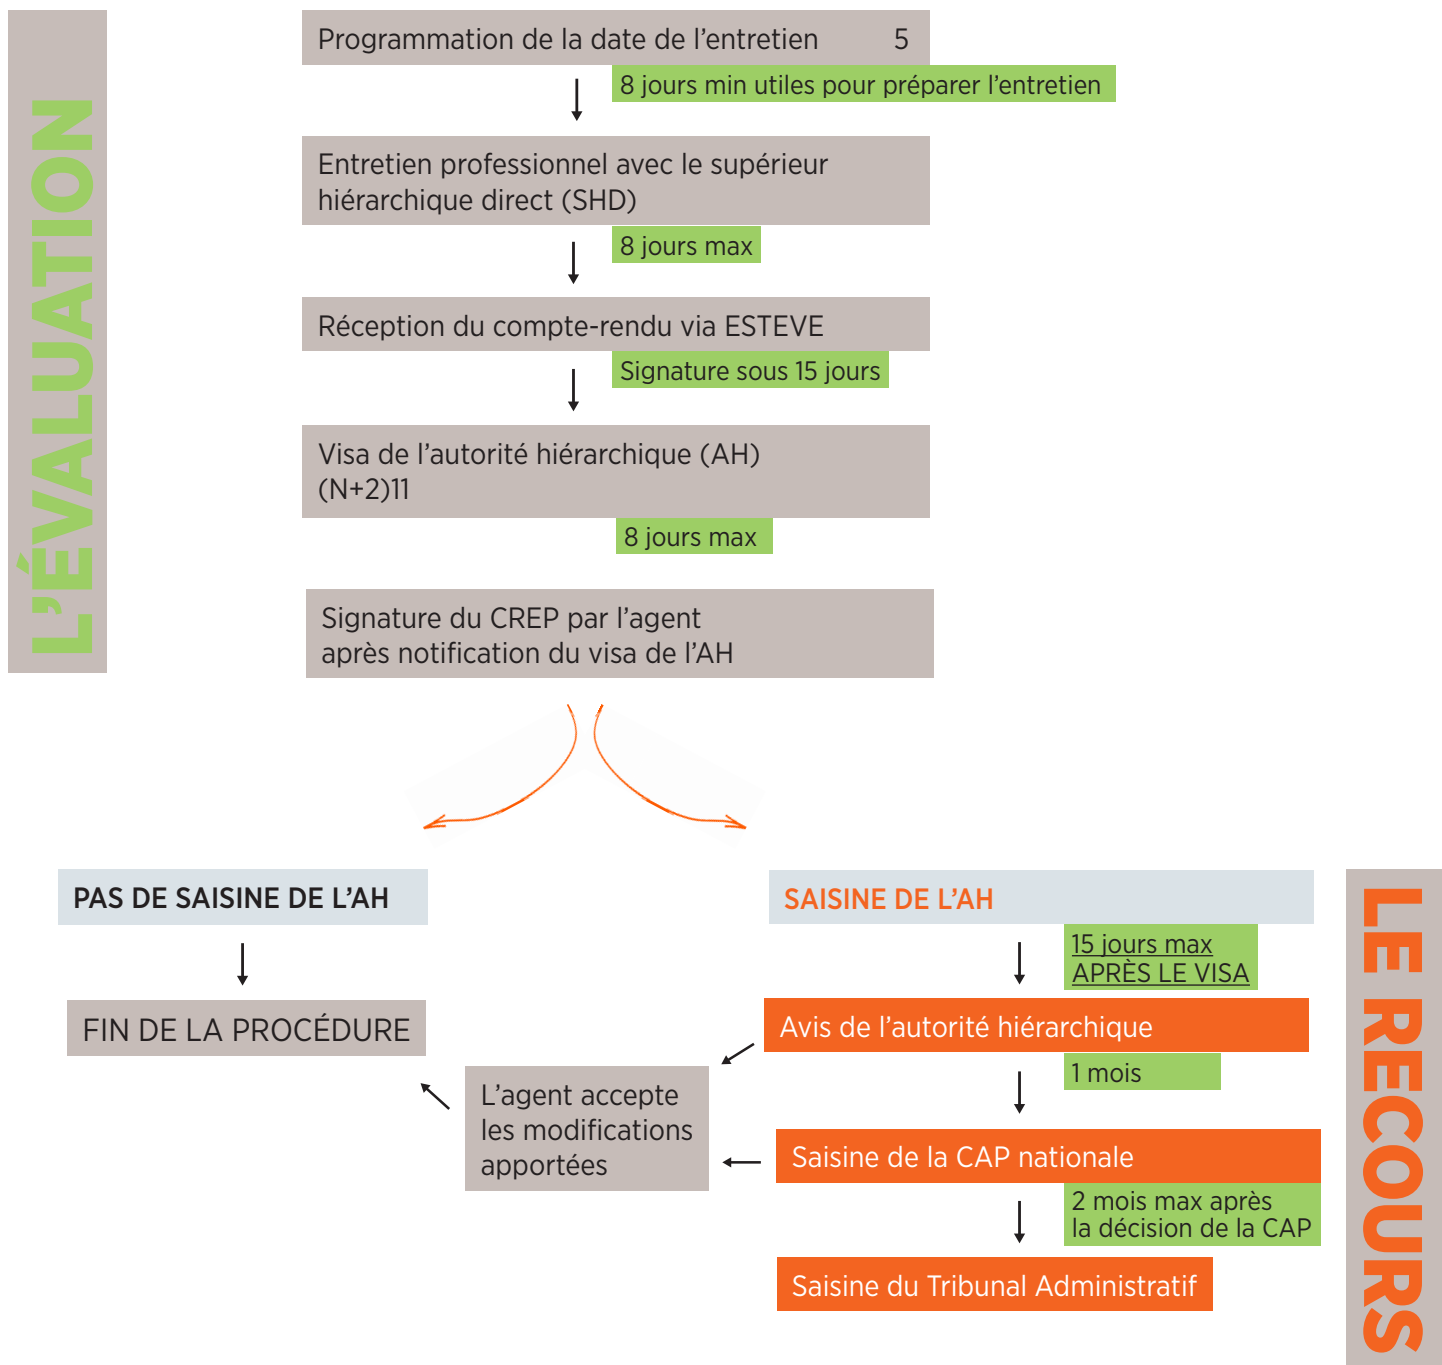 L'ÉVALUATION
Programmation de la date de l'entretien 5
8 jours min utiles pour préparer l'entretien
Entretien professionnel avec le supérieur
hiérarchique direct (SHD)
8 jours max
Réception du compte-rendu via ESTEVE
Signature sous 15 jours
Visa de l'autorité hiérarchique (AH)
(N+2)11
8 jours max
Signature du CREP par l'agent
après notification du visa de l'AH
PAS DE SAISINE DE L'AH
FIN DE LA PROCÉDURE
SAISINE DE L'AH
15 jours max
APRÈS LE VISA
Avis de l'autorité hiérarchique
1 mois
L'agent accepte
les modifications
apportées
Saisine de la CAP nationale
2 mois max après
la décision de la CAP
Saisine du Tribunal Administratif
LE RECOURS